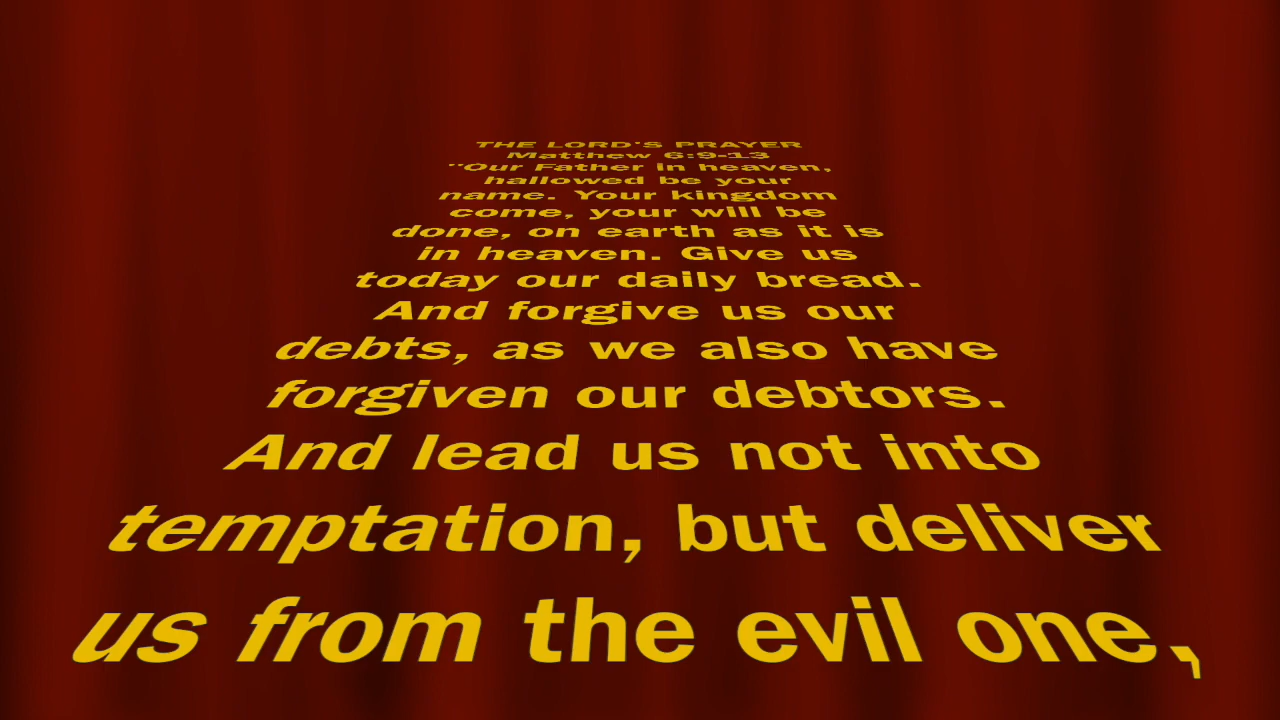 THE LORD'S PRAYER
Matthew 6:9-13
"Our Father in heaven,
hallowed be your
name. Your kingdom
come, your will be
done, on earth as it is
in heaven. Give us
today our daily bread.
And forgive us our
debts, as we also have
forgiven our debtors.
And lead us not into
temptation, but deliver
us from the evil one,